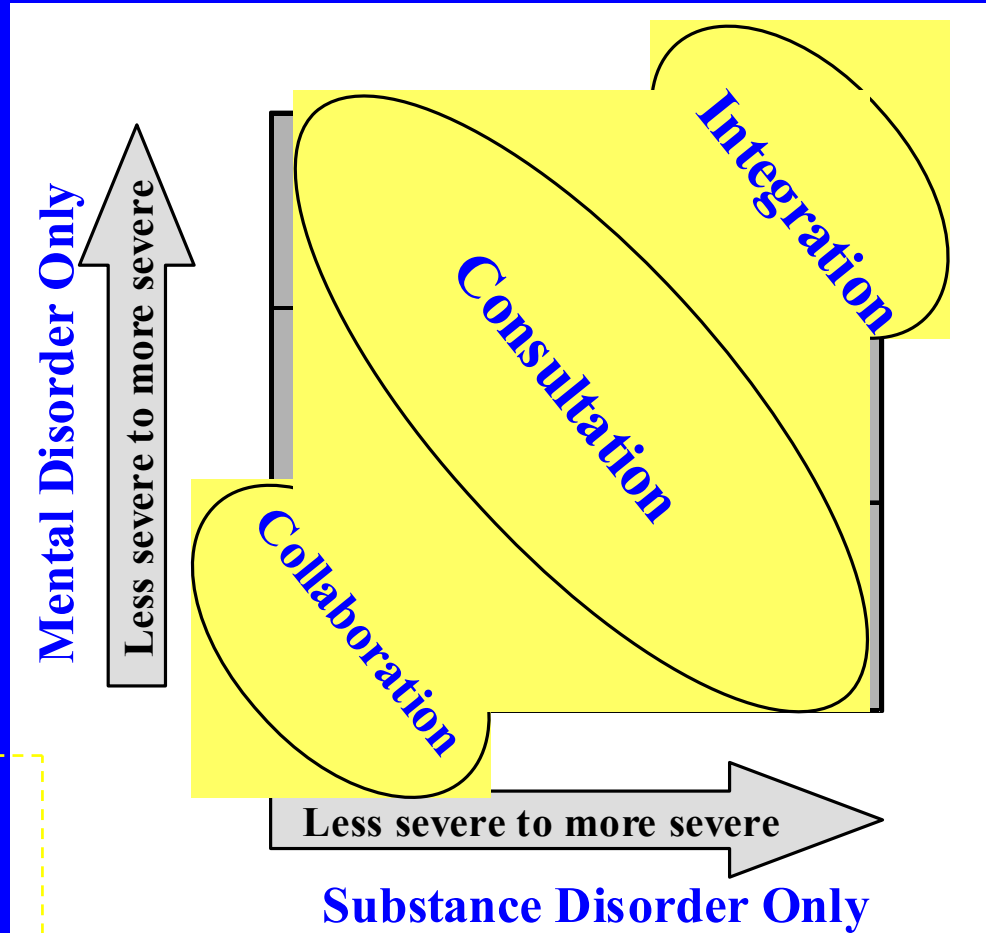 Integration
Consultation
Collaboration
Mental Disorder Only
Less severe to more severe
Less severe to more severe
Substance Disorder Only